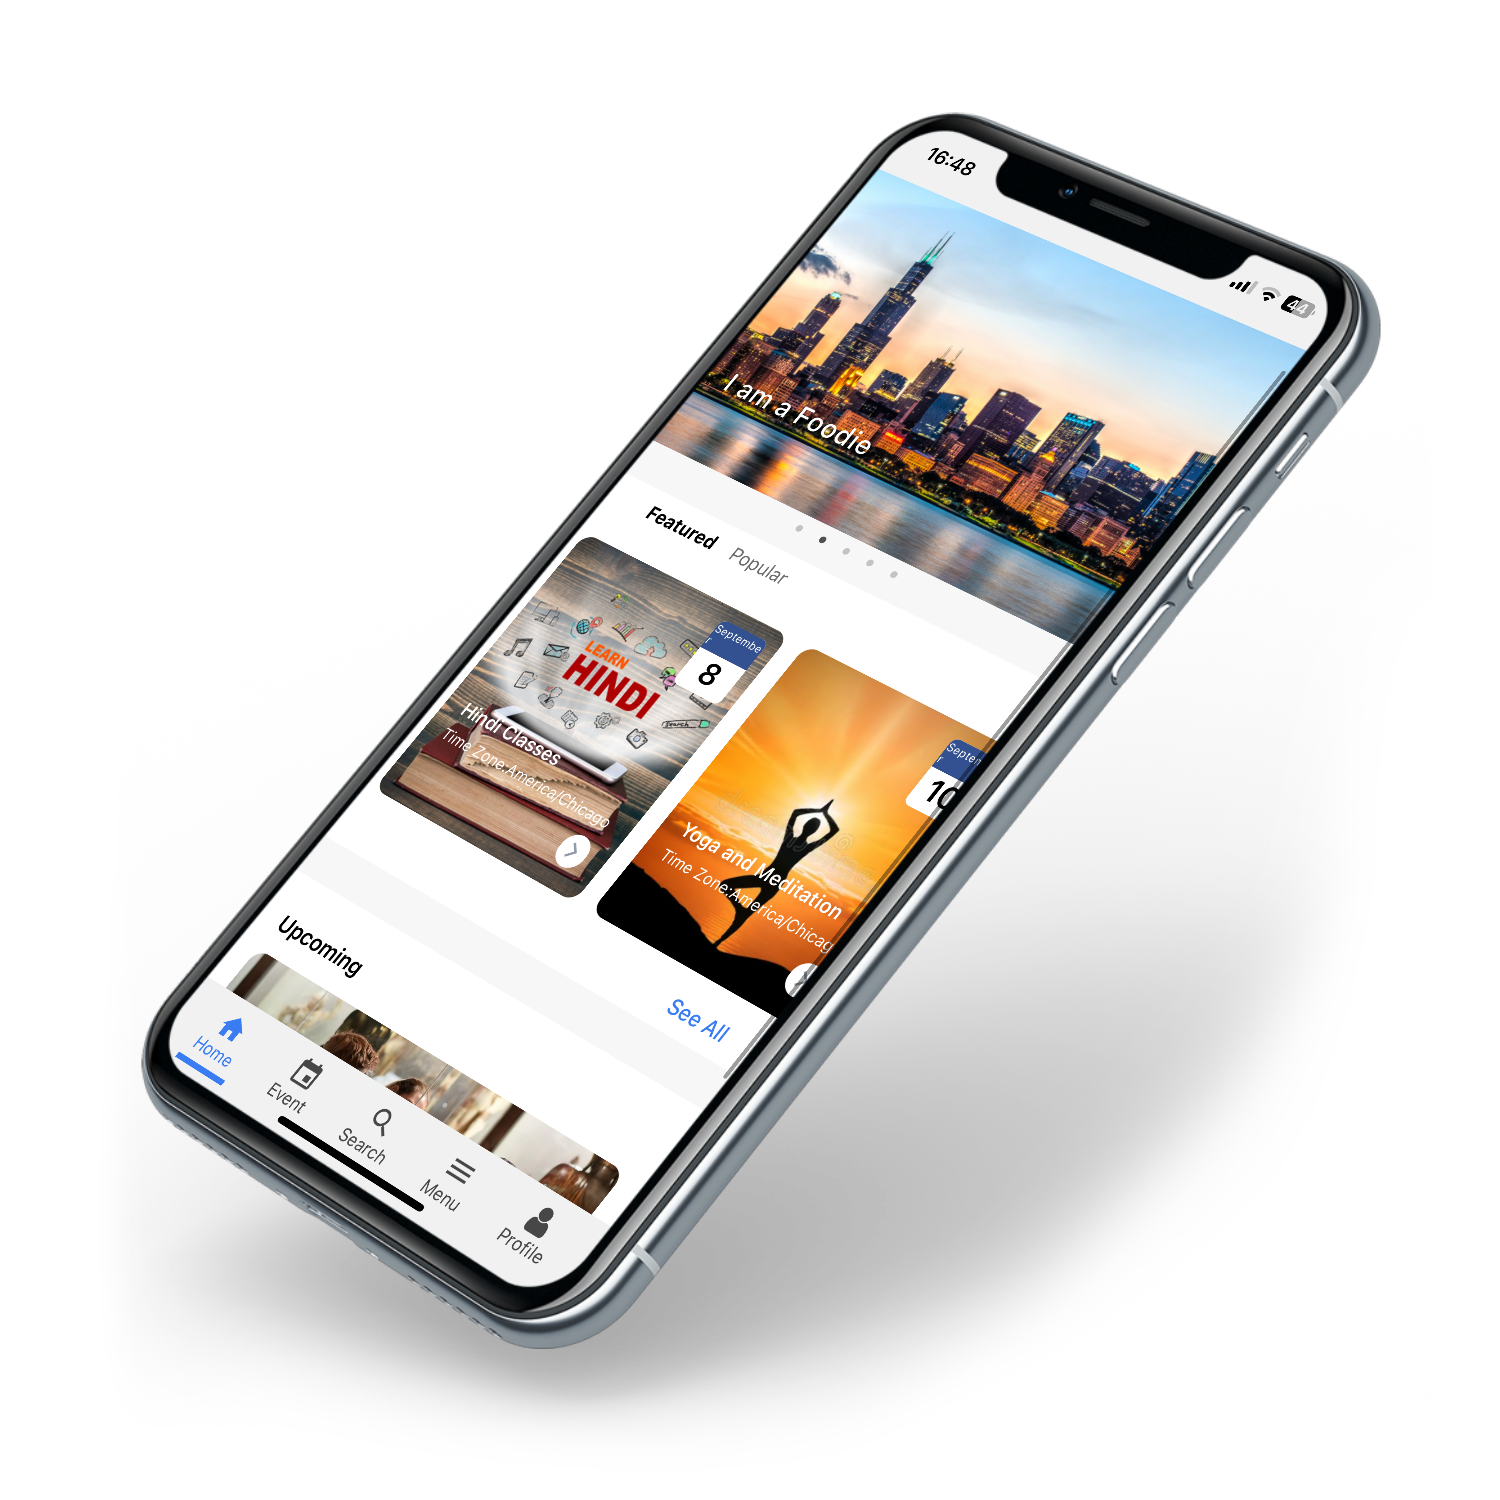 16:48
44
I am a Foodie
Featured
Popular
LEARN
HINDI
Septembe
r
8
Search
Hindi Classes
Time Zone:America/Chicago
Septem
r
10
Yoga and Meditation
Time Zone:America/Chicag
Upcoming
See All
Home
Event
Search
Menu
Profile